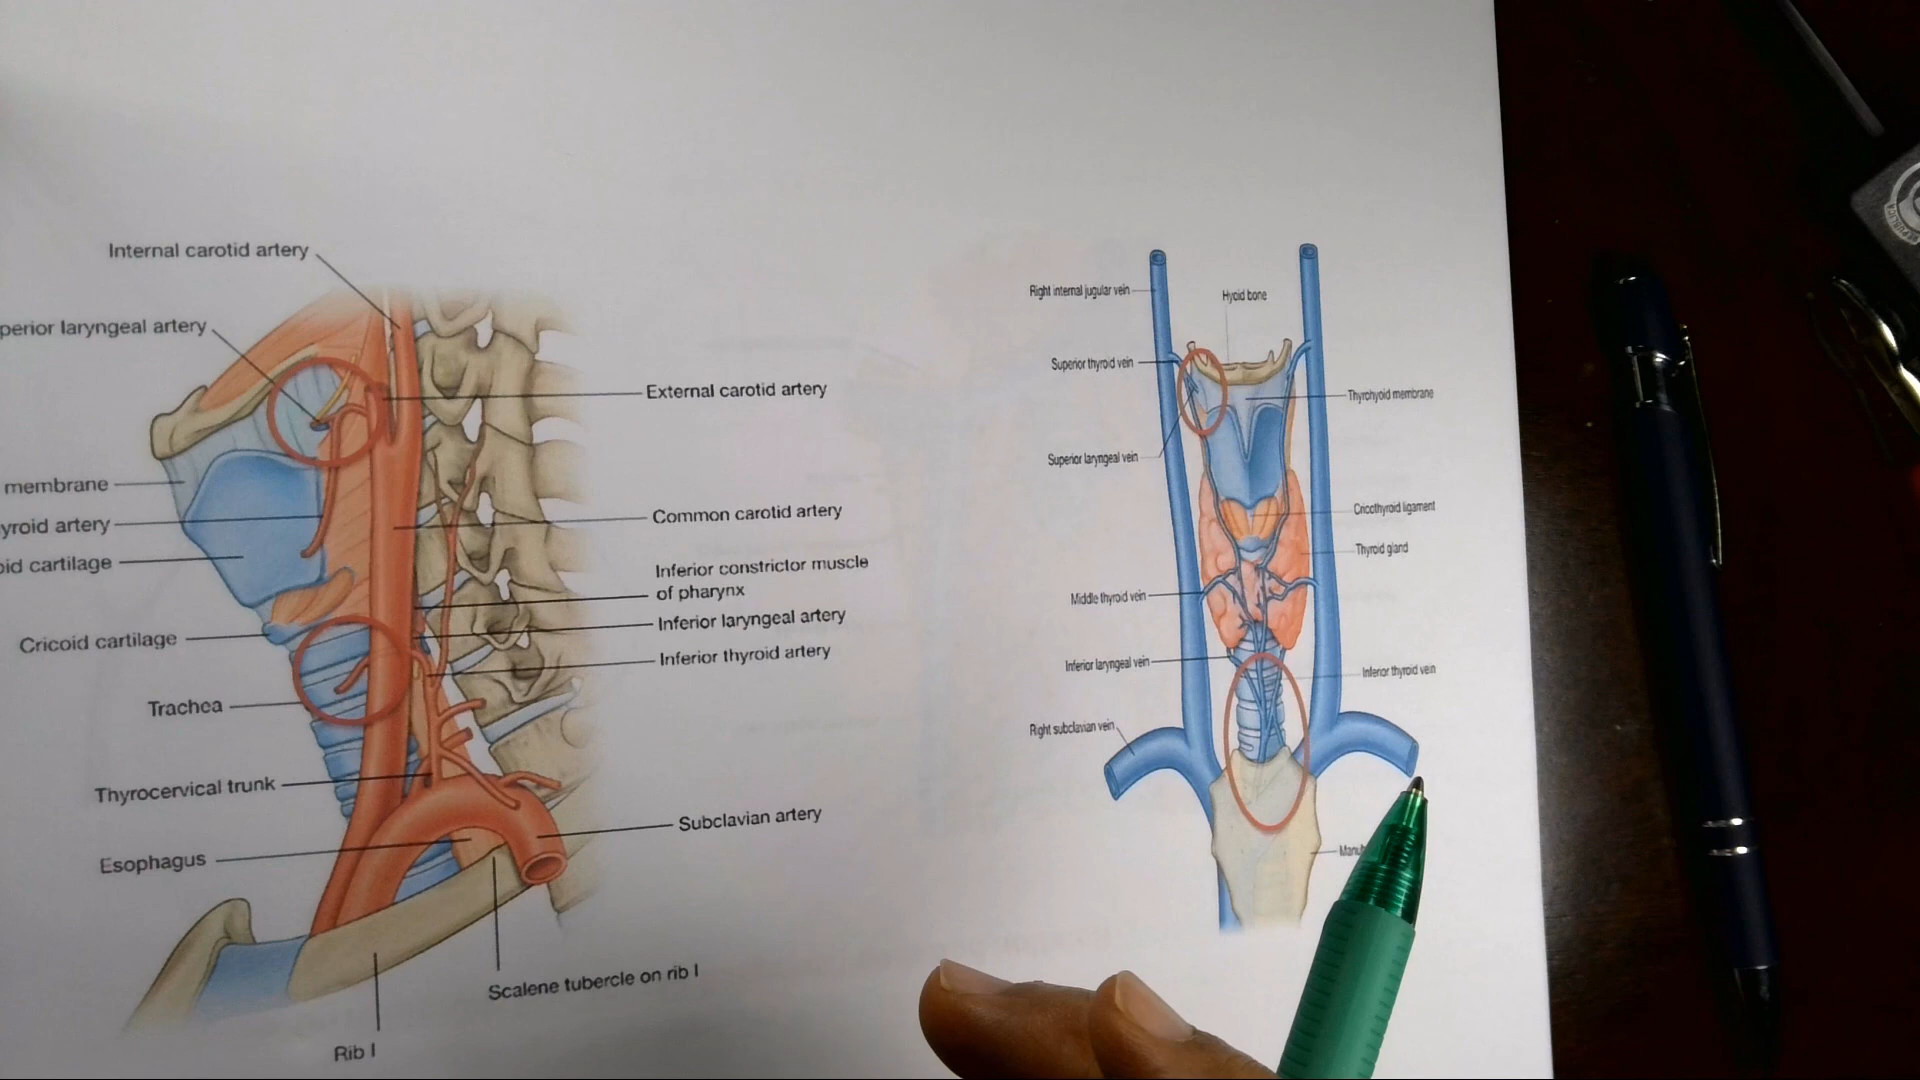 Internal carotid artery
perior laryngeal artery
External carotid artery
membrane
yroid artery
oid cartilage
Common carotid artery
Inferior constrictor muscle
of pharynx
Inferior laryngeal artery
Inferior thyroid artery
Cricoid cartilage
Trachea
Thyrocervical trunk
Subclavian artery
Esophagus
Scalene tubercle on rib I
Rib I
Right internal jugular vein
Hyoid bone
Superior thyroid vein
Thyrohyoid membrane
Superior laryngeal vein
Cricothyroid ligament
Thyroid gland
Middle thyroid vein
Inferior laryngeal vein
Inferior thyroid vein
Right subclavian vein
Manu
REPUBLICA